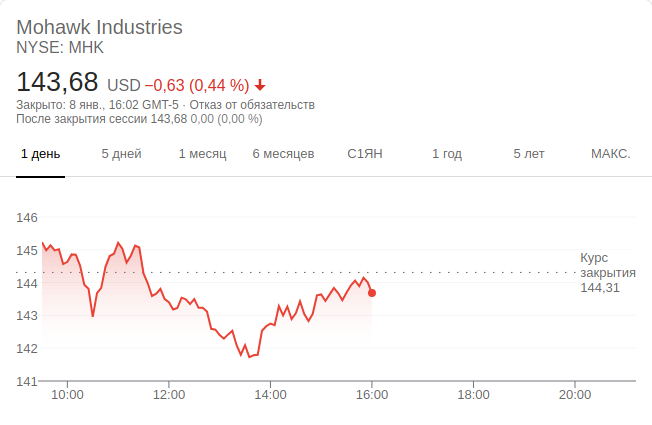 Mohawk Industries
NYSE: MHK
143,68 USD −0,63 (0,44 %)
Закрыто: 8 янв., 16:02 GMT-5 · Отказ от обязательств
После закрытия сессии 143,68 0,00 (0,00 %)
1 день 5 дней 1 месяц 6 месяцев С1ЯН 1 год 5 лет МАКС.
146
145
Курс
закрытия
144,31
144
143
142
141
10:00 12:00 14:00 16:00 18:00 20:00